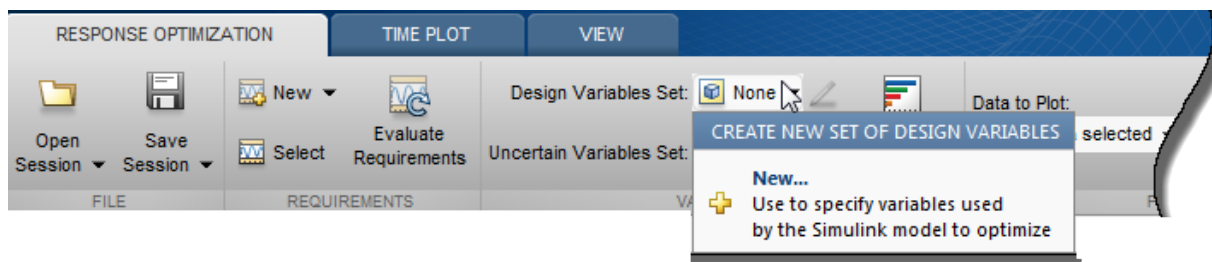 RESPONSE OPTIMIZATION TIME PLOT VIEW
New
Design Variables Set: None
Data to Plot:
Open Session
Save Session
Select
Evaluate Requirements
Uncertain Variables Set:
selected
CREATE NEW SET OF DESIGN VARIABLES
New...
Use to specify variables used
by the Simulink model to optimize
FILE REQUIREMENTS